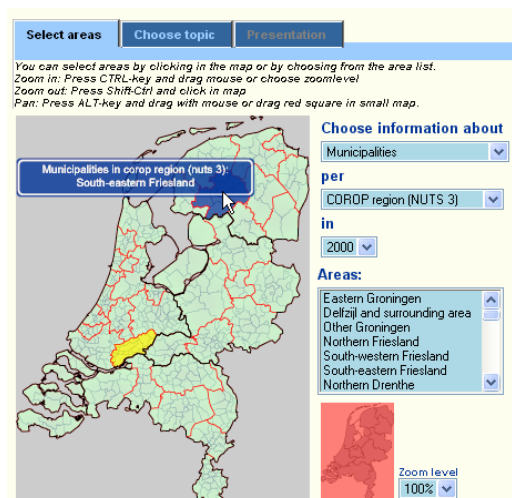 Select areas
Choose topic
Presentation
You can select areas by clicking in the map or by choosing from the area list.
Zoom in: Press CTRL-key and drag mouse or choose zoomlevel
Zoom out: Press Shift-Ctrl and click in map
Pan: Press ALT-key and drag with mouse or drag red square in small map.
Municipalities in corop region (nuts 3):
South-eastern Friesland
Choose information about
Municipalities
per
COROP region (NUTS 3)
in
2000
Areas:
Eastern Groningen
Delfzijl and surrounding area
Other Groningen
Northern Friesland
South-western Friesland
South-eastern Friesland
Northern Drenthe
Zoom level
100%